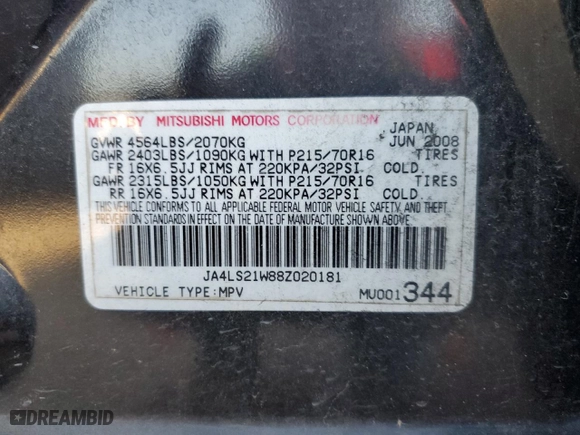 MFD. BY MITSUBISHI MOTORS CORPORATION
JAPAN
GVWR 4564LBS/2070KG JUN 2008
GAWR 2403LBS/1090KG WITH P215/70R16 TIRES
FR 16X6.5JJ RIMS AT 220KPA/32PSI COLD.
GAWR 2315LBS/1050KG WITH P215/70R16 TIRES
RR 16X6.5JJ RIMS AT 220KPA/32PSI COLD.
THIS VEHICLE CONFORMS TO ALL APPLICABLE FEDERAL MOTOR VEHICLE SAFETY, AND THEFT
PREVENTION STANDARDS IN EFFECT ON THE DATE OF MANUFACTURE SHOWN ABOVE.
JA4LS21W88Z020181
VEHICLE TYPE:MPV MU001344
DREAMBID